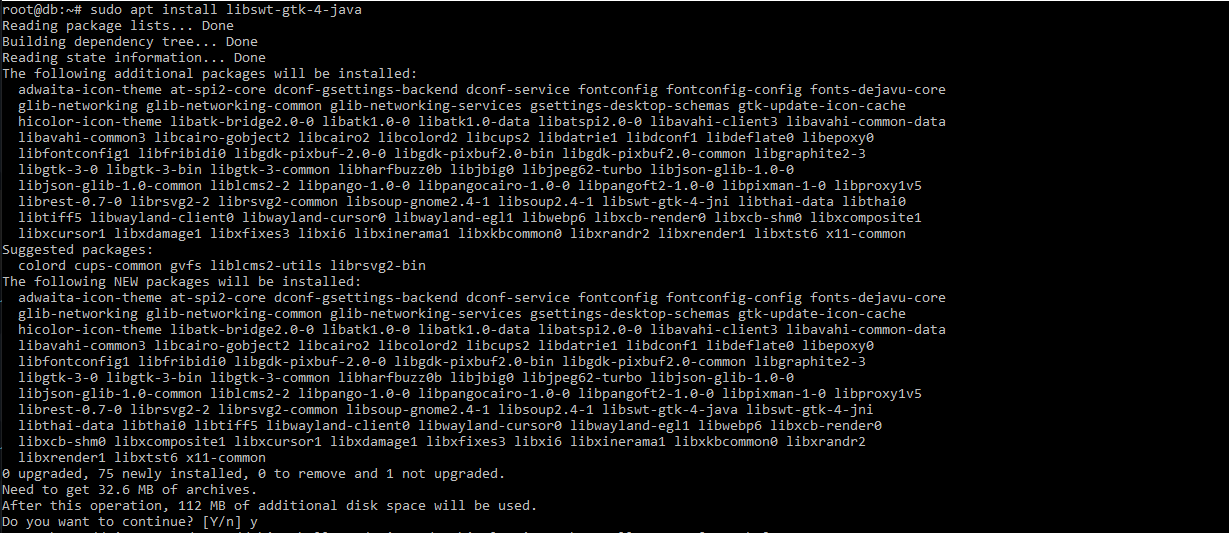 root@db:~# sudo apt install libswt-gtk-4-java
Reading package lists... Done
Building dependency tree... Done
Reading state information... Done
The following additional packages will be installed:
  adwaita-icon-theme at-spi2-core dconf-gsettings-backend dconf-service fontconfig fontconfig-config fonts-dejavu-core
  glib-networking glib-networking-common glib-networking-services gsettings-desktop-schemas gtk-update-icon-cache
  hicolor-icon-theme libatk-bridge2.0-0 libatk1.0-0 libatk1.0-data libatspi2.0-0 libavahi-client3 libavahi-common-data
  libavahi-common3 libcairo-gobject2 libcairo2 libcolord2 libcups2 libdatrie1 libdconf1 libdeflate0 libepoxy0
  libfontconfig1 libfribidi0 libgdk-pixbuf-2.0-0 libgdk-pixbuf2.0-bin libgdk-pixbuf2.0-common libgraphite2-3
  libgtk-3-0 libgtk-3-bin libgtk-3-common libharfbuzz0b libjbig0 libjpeg62-turbo libjson-glib-1.0-0
  libjson-glib-1.0-common liblcms2-2 libpango-1.0-0 libpangocairo-1.0-0 libpangoft2-1.0-0 libpixman-1-0 libproxy1v5
  librest-0.7-0 librsvg2-2 librsvg2-common libsoup-gnome2.4-1 libsoup2.4-1 libswt-gtk-4-jni libthai-data libthai0
  libtiff5 libwayland-client0 libwayland-cursor0 libwayland-egl1 libwebp6 libxcb-render0 libxcb-shm0 libxcomposite1
  libxcursor1 libxdamage1 libxfixes3 libxi6 libxinerama1 libxkbcommon0 libxrandr2 libxrender1 libxtst6 x11-common
Suggested packages:
  colord cups-common gvfs liblcms2-utils librsvg2-bin
The following NEW packages will be installed:
  adwaita-icon-theme at-spi2-core dconf-gsettings-backend dconf-service fontconfig fontconfig-config fonts-dejavu-core
  glib-networking glib-networking-common glib-networking-services gsettings-desktop-schemas gtk-update-icon-cache
  hicolor-icon-theme libatk-bridge2.0-0 libatk1.0-0 libatk1.0-data libatspi2.0-0 libavahi-client3 libavahi-common-data
  libavahi-common3 libcairo-gobject2 libcairo2 libcolord2 libcups2 libdatrie1 libdconf1 libdeflate0 libepoxy0
  libfontconfig1 libfribidi0 libgdk-pixbuf-2.0-0 libgdk-pixbuf2.0-bin libgdk-pixbuf2.0-common libgraphite2-3
  libgtk-3-0 libgtk-3-bin libgtk-3-common libharfbuzz0b libjbig0 libjpeg62-turbo libjson-glib-1.0-0
  libjson-glib-1.0-common liblcms2-2 libpango-1.0-0 libpangocairo-1.0-0 libpangoft2-1.0-0 libpixman-1-0 libproxy1v5
  librest-0.7-0 librsvg2-2 librsvg2-common libsoup-gnome2.4-1 libsoup2.4-1 libswt-gtk-4-java libswt-gtk-4-jni
  libthai-data libthai0 libtiff5 libwayland-client0 libwayland-cursor0 libwayland-egl1 libwebp6 libxcb-render0
  libxcb-shm0 libxcomposite1 libxcursor1 libxdamage1 libxfixes3 libxi6 libxinerama1 libxkbcommon0 libxrandr2
  libxrender1 libxtst6 x11-common
0 upgraded, 75 newly installed, 0 to remove and 1 not upgraded.
Need to get 32.6 MB of archives.
After this operation, 112 MB of additional disk space will be used.
Do you want to continue? [Y/n] y